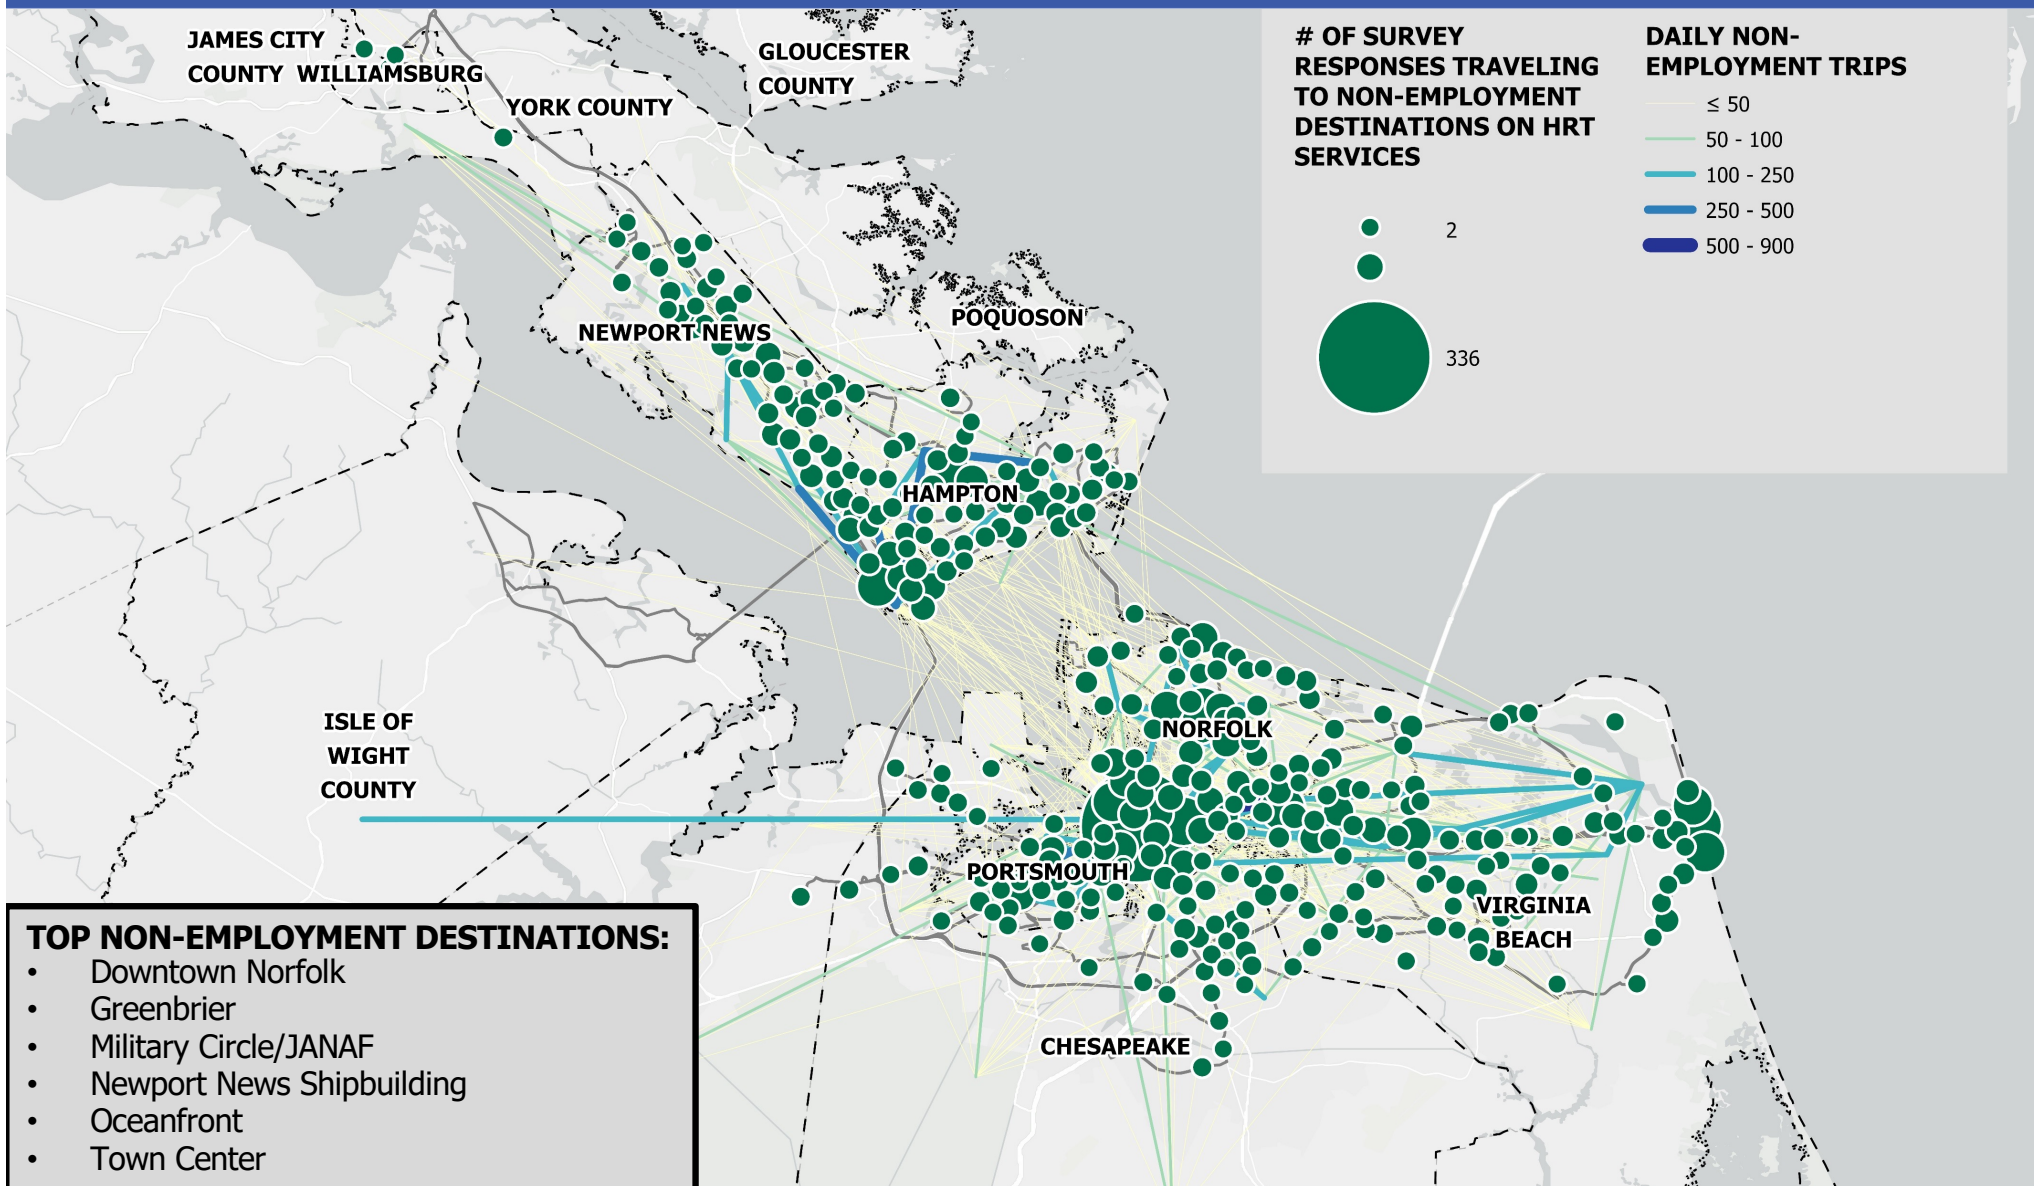 JAMES CITY
COUNTY
WILLIAMSBURG
YORK COUNTY
GLOUCESTER
COUNTY
# OF SURVEY
RESPONSES TRAVELING
TO NON-EMPLOYMENT
DESTINATIONS ON HRT
SERVICES
2
336
DAILY NON-
EMPLOYMENT TRIPS
≤ 50
50 - 100
100 - 250
250 - 500
500 - 900
NEWPORT NEWS
POQUOSON
HAMPTON
ISLE OF
WIGHT
COUNTY
NORFOLK
PORTSMOUTH
VIRGINIA
BEACH
CHESAPEAKE
TOP NON-EMPLOYMENT DESTINATIONS:
• Downtown Norfolk
• Greenbrier
• Military Circle/JANAF
• Newport News Shipbuilding
• Oceanfront
• Town Center